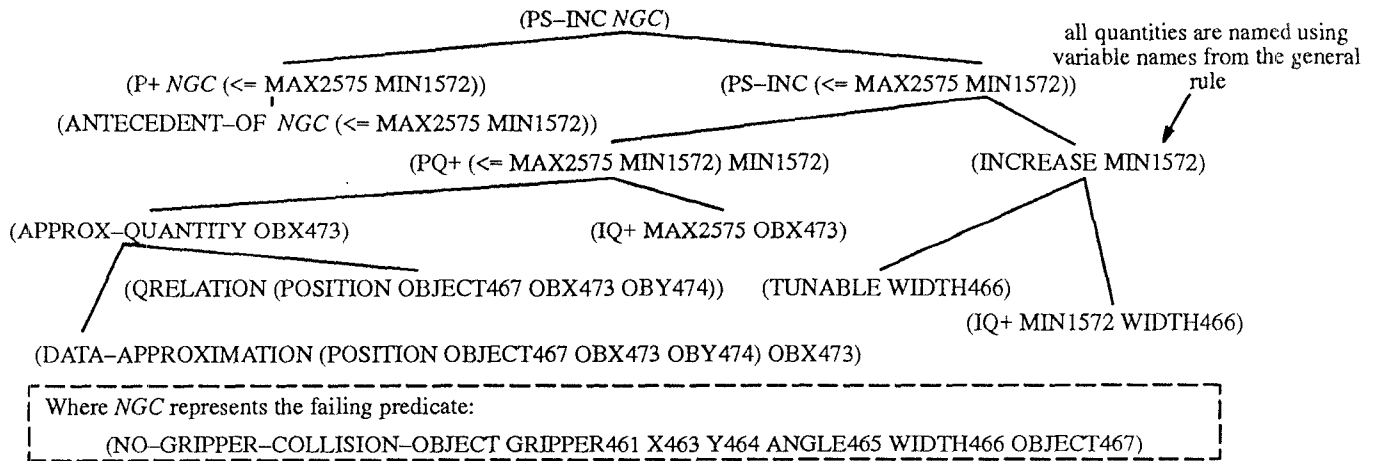 (PS–INC NGC)
all quantities are named using
variable names from the general
rule
(P+ NGC (<= MAX2575 MIN1572))
(PS–INC (<= MAX2575 MIN1572))
(ANTECEDENT–OF NGC (<= MAX2575 MIN1572))
(PQ+ (<= MAX2575 MIN1572) MIN1572)
(INCREASE MIN1572)
(APPROX–QUANTITY OBX473)
(IQ+ MAX2575 OBX473)
(QRELATION (POSITION OBJECT467 OBX473 OBY474))
(TUNABLE WIDTH466)
(IQ+ MIN1572 WIDTH466)
(DATA–APPROXIMATION (POSITION OBJECT467 OBX473 OBY474) OBX473)
Where NGC represents the failing predicate:
(NO–GRIPPER–COLLISION–OBJECT GRIPPER461 X463 Y464 ANGLE465 WIDTH466 OBJECT467)